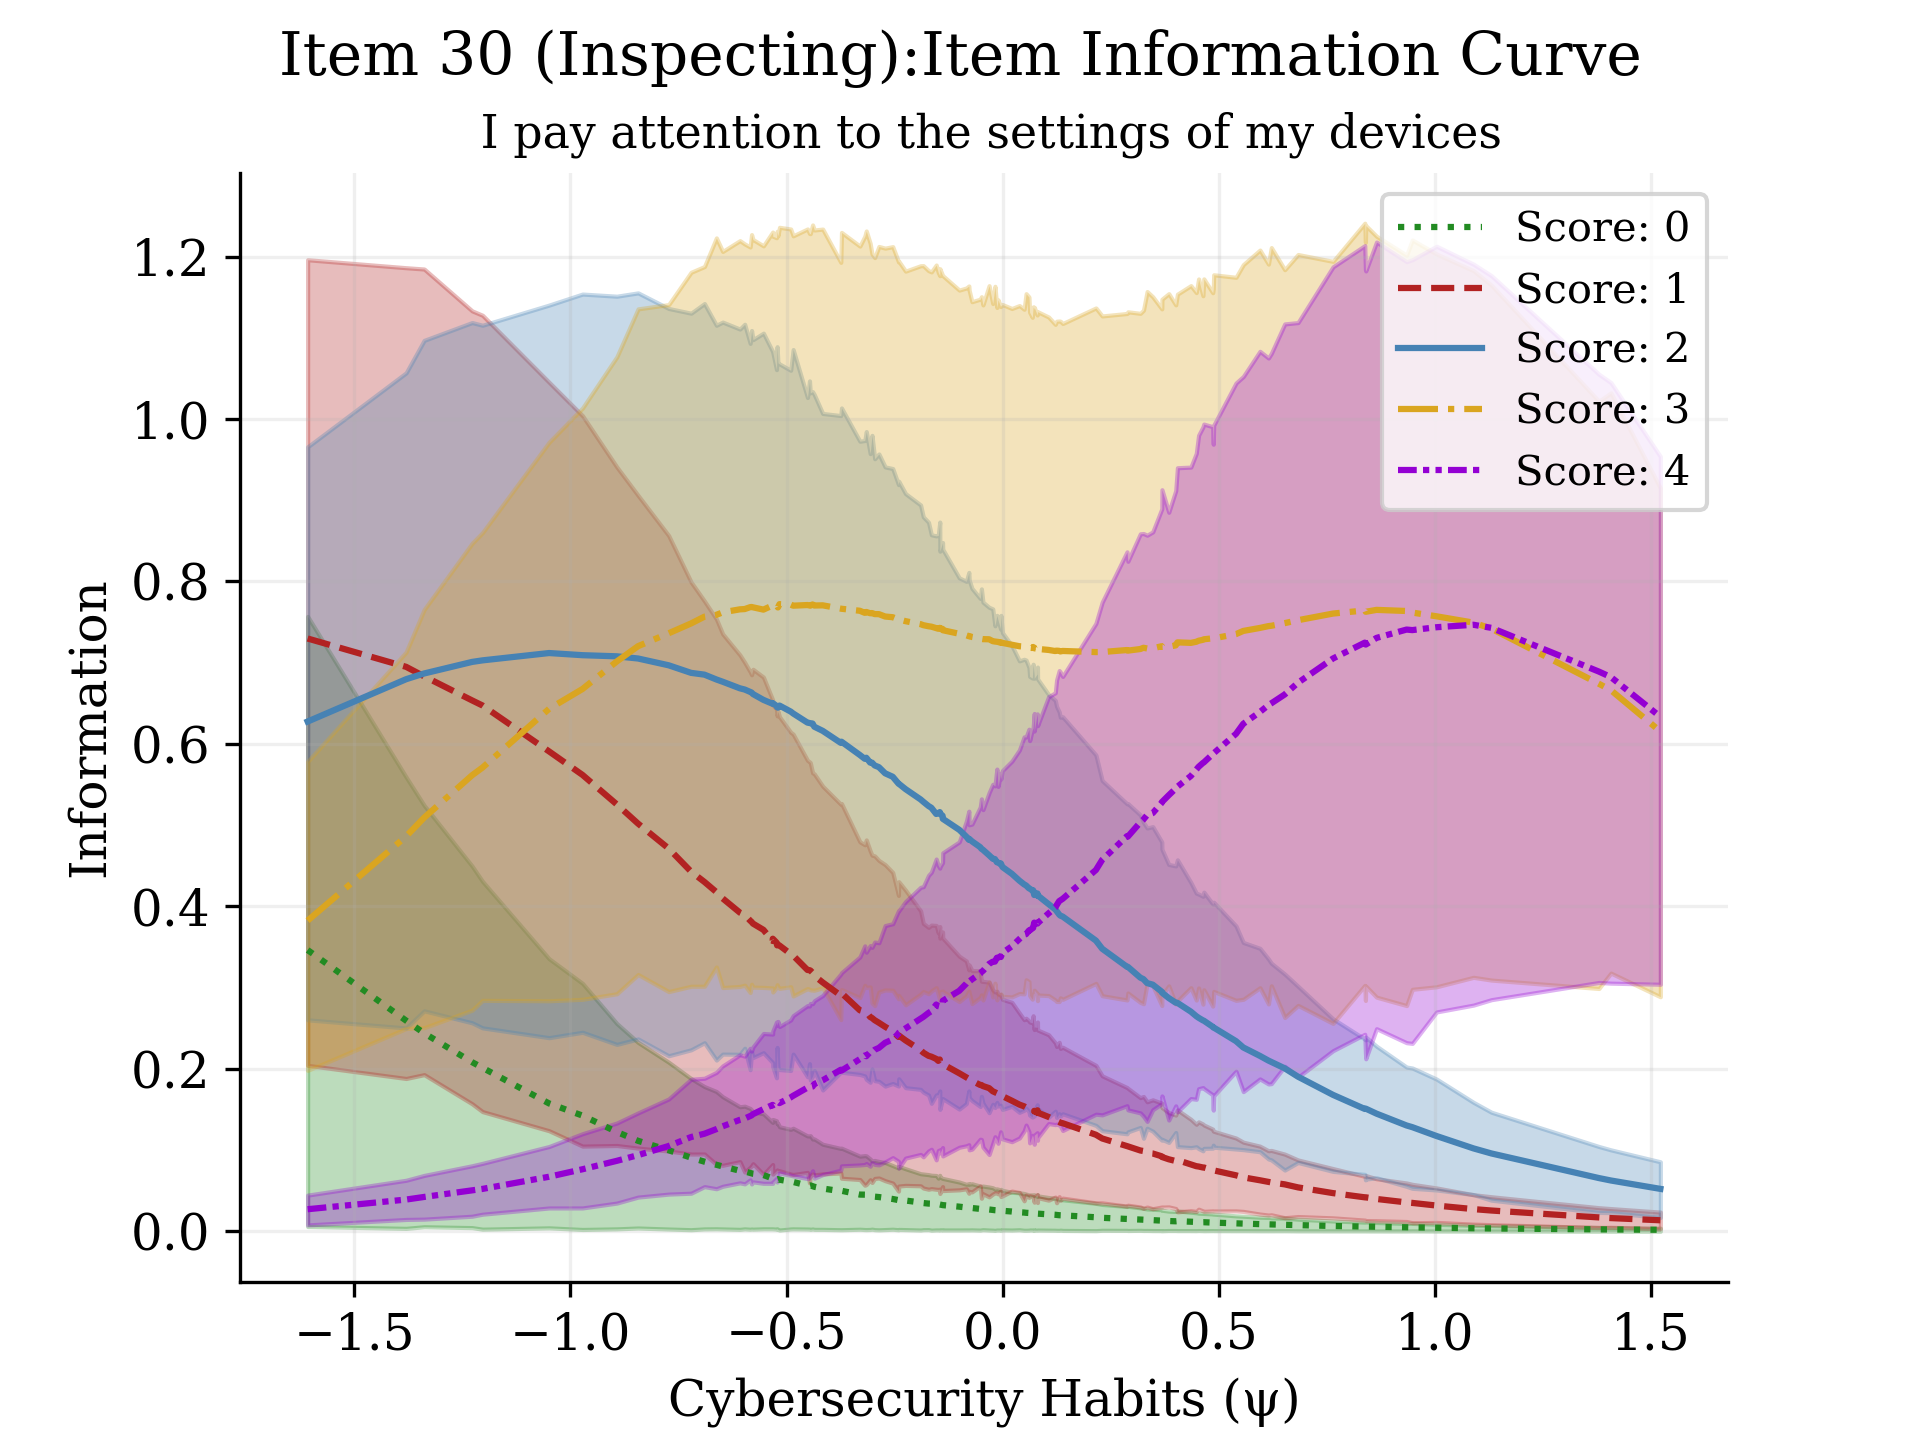 Item 30 (Inspecting):Item Information Curve
I pay attention to the settings of my devices
Score: 0
Score: 1
Score: 2
Score: 3
Score: 4
Information
1.2
1.0
0.8
0.6
0.4
0.2
0.0
−1.5 −1.0 −0.5 0.0 0.5 1.0 1.5
Cybersecurity Habits (ψ)